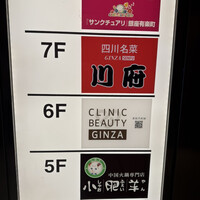 「サンクチュアリ」銀座有楽町
7F
四川名菜
GINZA
川府
6F
CLINIC
BEAUTY
GINZA
5F
中国火鍋専門店
小肥羊